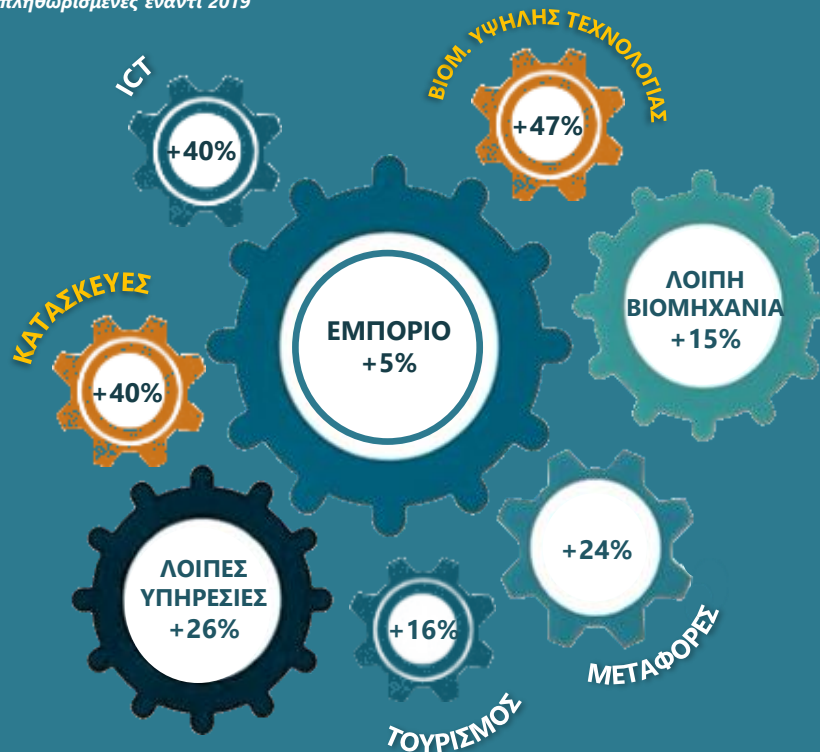 πληθωρισμένες έναντι 2019
ICT
+40%
ΒΙΟΜ. ΥΨΗΛΗΣ ΤΕΧΝΟΛΟΓΙΑΣ
+47%
ΛΟΙΠΗ
ΒΙΟΜΗΧΑΝΙΑ
+15%
ΕΜΠΟΡΙΟ
+5%
ΚΑΤΑΣΚΕΥΕΣ
+40%
ΛΟΙΠΕΣ
ΥΠΗΡΕΣΙΕΣ
+26%
+16%
ΤΟΥΡΙΣΜΟΣ
+24%
ΜΕΤΑΦΟΡΕΣ